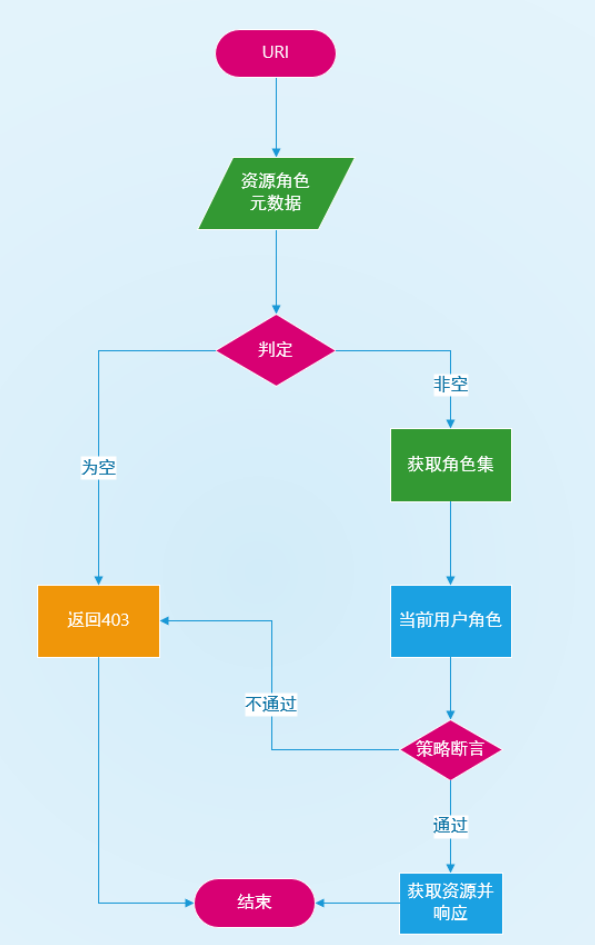 URI
资源角色
元数据
判定
非空
获取角色集
为空
返回403
当前用户角色
不通过
策略断言
通过
获取资源并
响应
结束